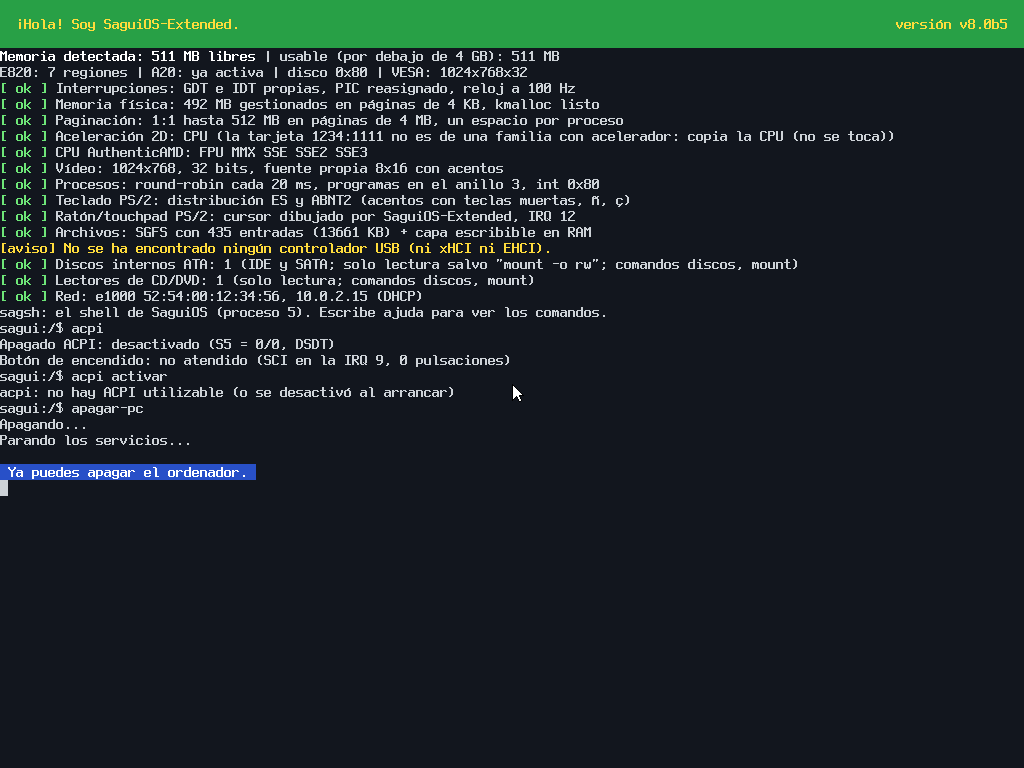 ¡Hola! Soy SaguiOS-Extended.
versión v8.0b5
Memoria detectada: 511 MB libres | usable (por debajo de 4 GB): 511 MB
E820: 7 regiones | A20: ya activa | disco 0x80 | VESA: 1024x768x32
[ ok ] Interrupciones: GDT e IDT propias, PIC reasignado, reloj a 100 Hz
[ ok ] Memoria física: 492 MB gestionados en páginas de 4 KB, kmalloc listo
[ ok ] Paginación: 1:1 hasta 512 MB en páginas de 4 MB, un espacio por proceso
[ ok ] Aceleración 2D: CPU (la tarjeta 1234:1111 no es de una familia con acelerador: copia la CPU (no se toca))
[ ok ] CPU AuthenticAMD: FPU MMX SSE SSE2 SSE3
[ ok ] Vídeo: 1024x768, 32 bits, fuente propia 8x16 con acentos
[ ok ] Procesos: round-robin cada 20 ms, programas en el anillo 3, int 0x80
[ ok ] Teclado PS/2: distribución ES y ABNT2 (acentos con teclas muertas, ñ, ç)
[ ok ] Ratón/touchpad PS/2: cursor dibujado por SaguiOS-Extended, IRQ 12
[ ok ] Archivos: SGFS con 435 entradas (13661 KB) + capa escribible en RAM
[aviso] No se ha encontrado ningún controlador USB (ni xHCI ni EHCI).
[ ok ] Discos internos ATA: 1 (IDE y SATA; solo lectura salvo "mount -o rw"; comandos discos, mount)
[ ok ] Lectores de CD/DVD: 1 (solo lectura; comandos discos, mount)
[ ok ] Red: e1000 52:54:00:12:34:56, 10.0.2.15 (DHCP)
sagsh: el shell de SaguiOS (proceso 5). Escribe ayuda para ver los comandos.
sagui:/$ acpi
Apagado ACPI: desactivado (S5 = 0/0, DSDT)
Botón de encendido: no atendido (SCI en la IRQ 9, 0 pulsaciones)
sagui:/$ acpi activar
acpi: no hay ACPI utilizable (o se desactivó al arrancar)
sagui:/$ apagar-pc
Apagando...
Parando los servicios...
Ya puedes apagar el ordenador.